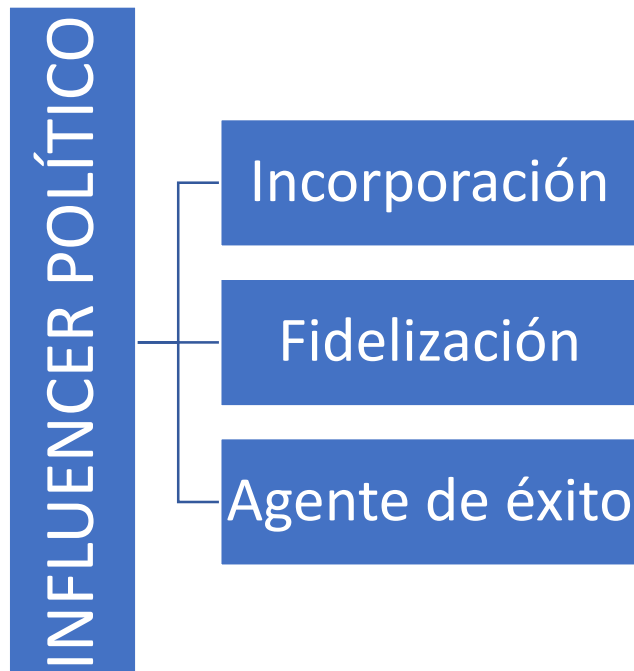 INFLUENCER POLÍTICO
Incorporación
Fidelización
Agente de éxito